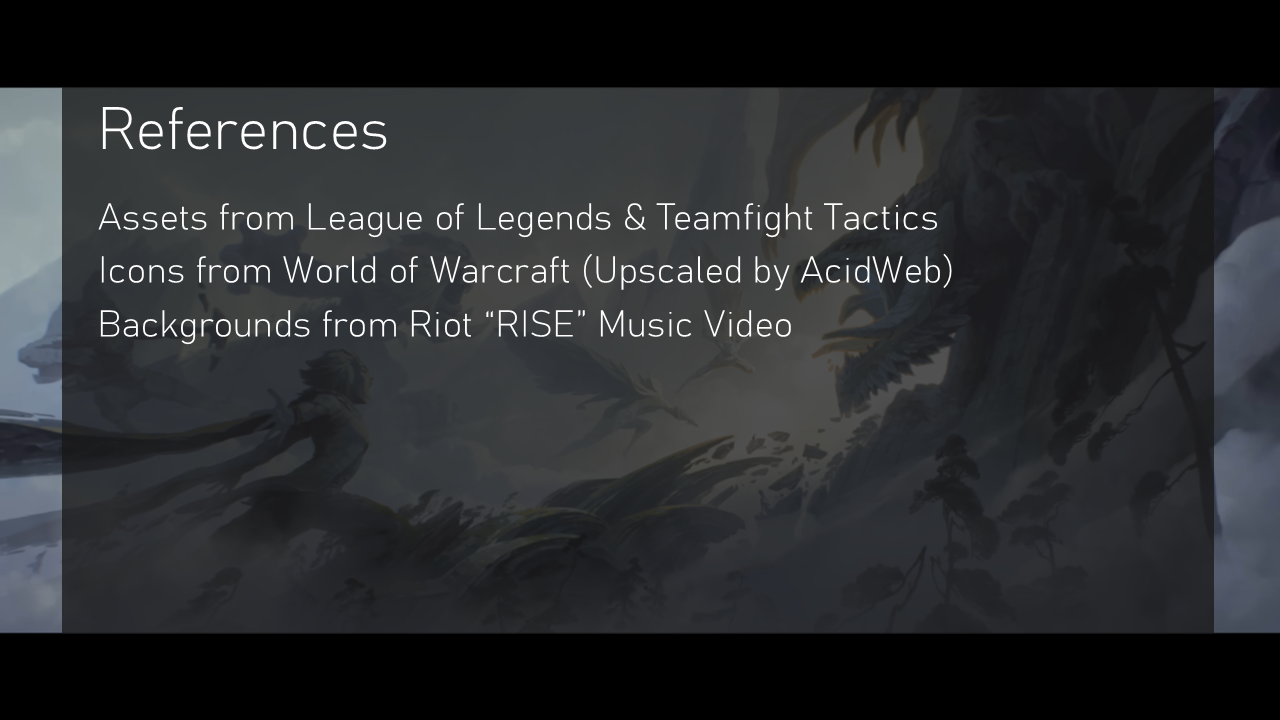 References
Assets from League of Legends & Teamfight Tactics
Icons from World of Warcraft (Upscaled by AcidWeb)
Backgrounds from Riot “RISE” Music Video